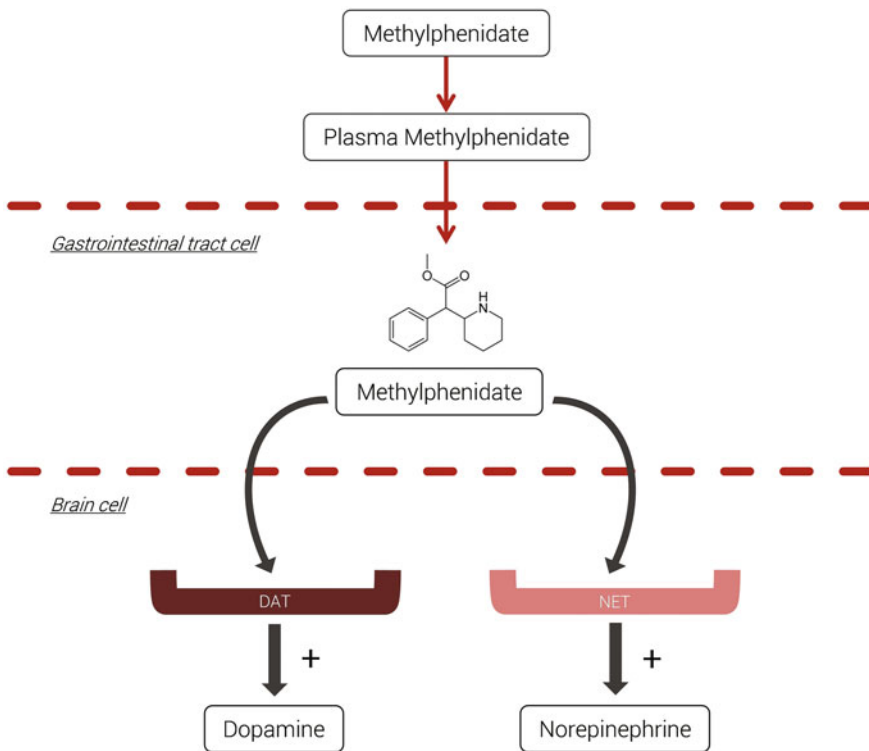 Methylphenidate
Plasma Methylphenidate
Gastrointestinal tract cell
O
O
H
N
Methylphenidate
Brain cell
DAT
NET
+
+
Dopamine
Norepinephrine